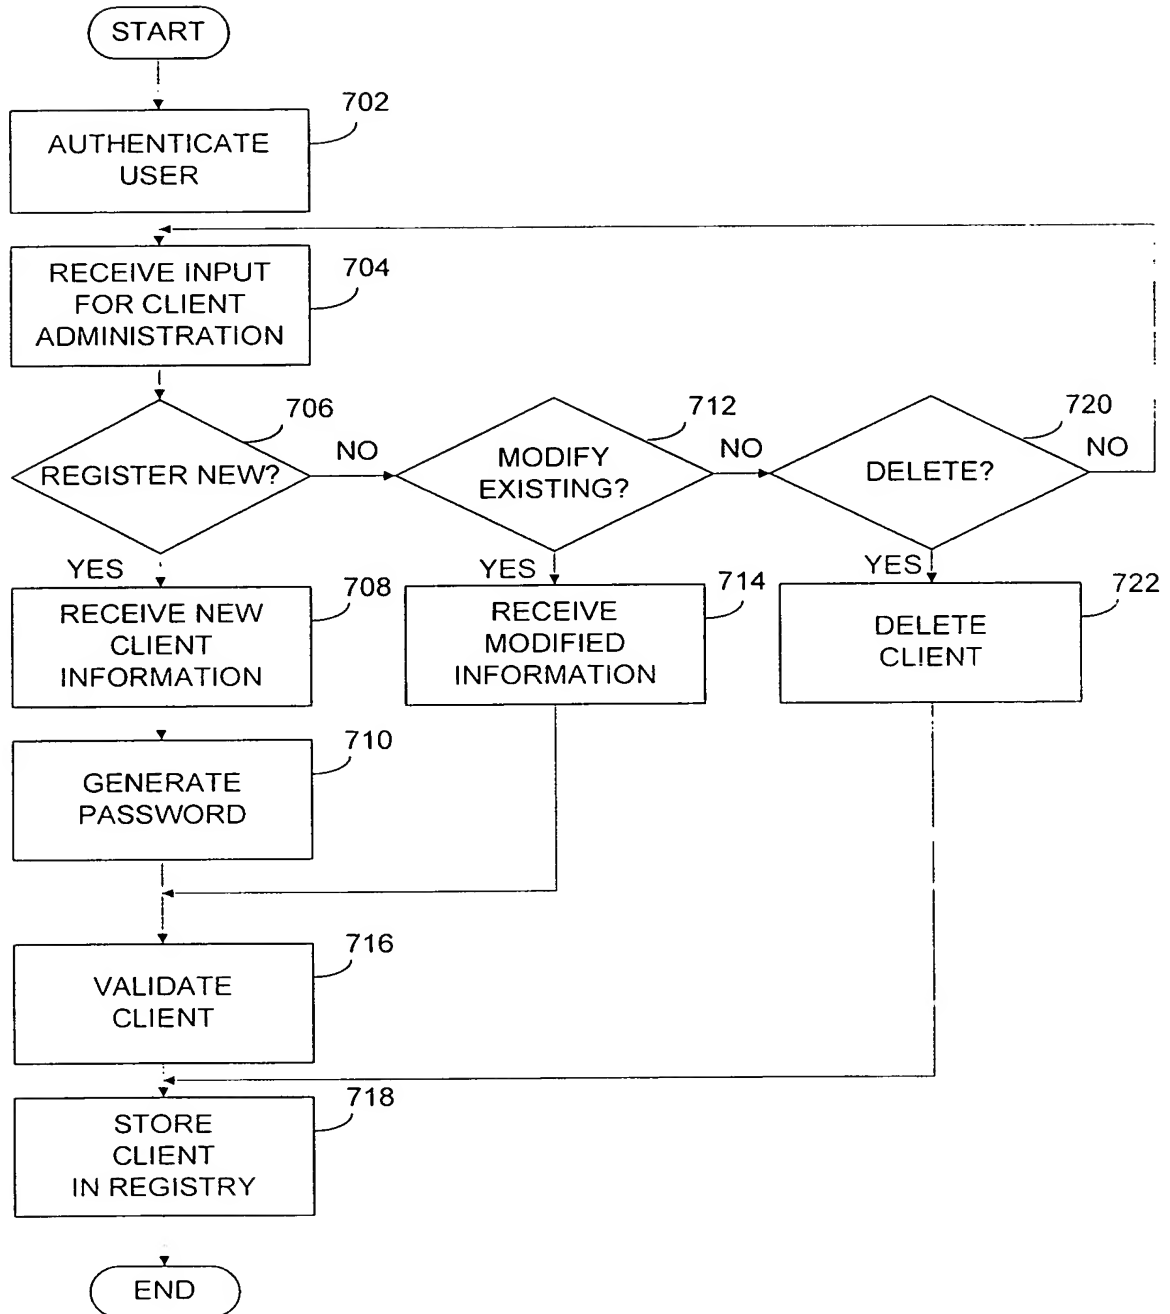 START
702
AUTHENTICATE
USER
704
RECEIVE INPUT
FOR CLIENT
ADMINISTRATION
706
REGISTER NEW?
NO
712
MODIFY
EXISTING?
NO
720
DELETE?
NO
YES
708
RECEIVE NEW
CLIENT
INFORMATION
YES
714
RECEIVE
MODIFIED
INFORMATION
YES
722
DELETE
CLIENT
710
GENERATE
PASSWORD
716
VALIDATE
CLIENT
718
STORE
CLIENT
IN REGISTRY
END